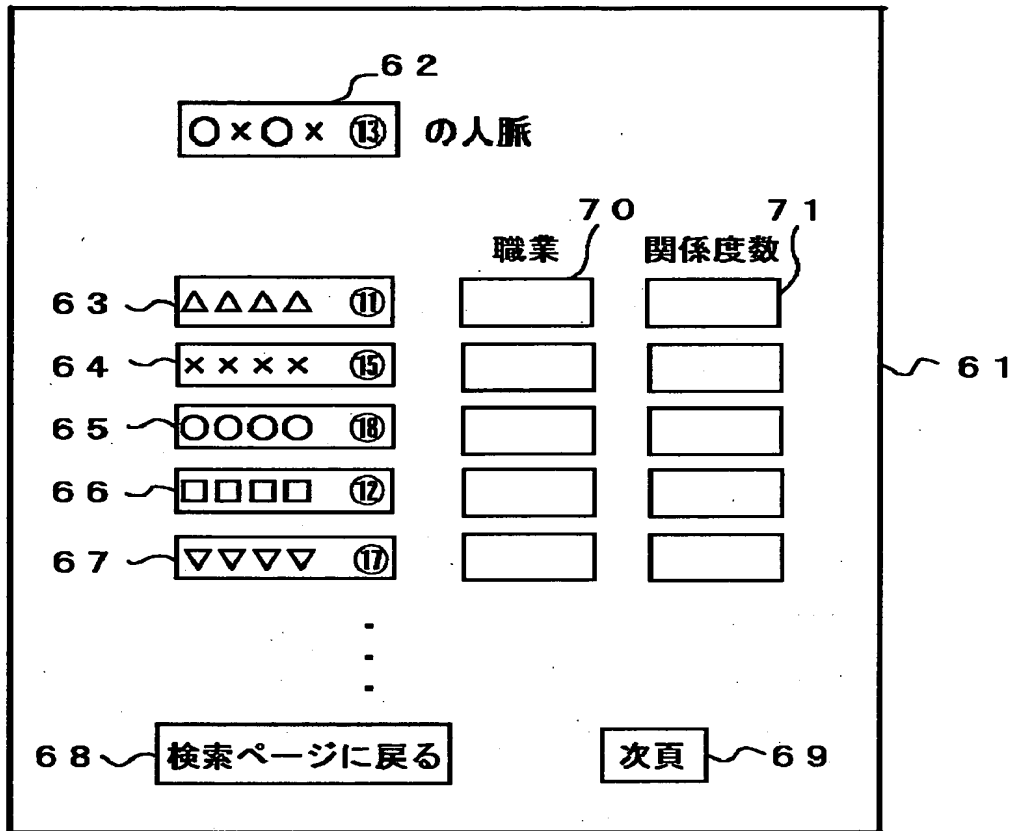 62
○×○× ⑬ の人脈
70 71
職業 関係度数
63 △△△△ ⑪
64 ×××× ⑮
61
65 ○○○○ ⑱
66 □□□□ ⑫
67 ▽▽▽▽ ⑰
68 検索ページに戻る 次頁 69